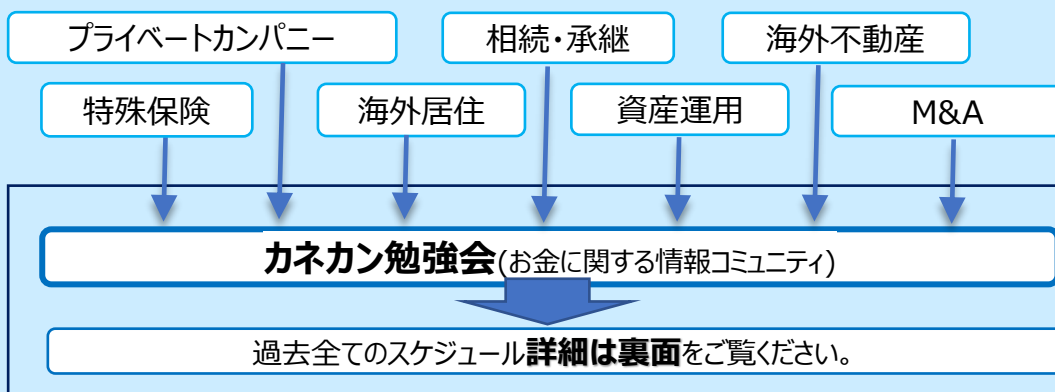 プライベートカンパニー
相続・承継
海外不動産
特殊保険
海外居住
資産運用
M&A
カネカン勉強会(お金に関する情報コミュニティ)
過去全てのスケジュール詳細は裏面をご覧ください。